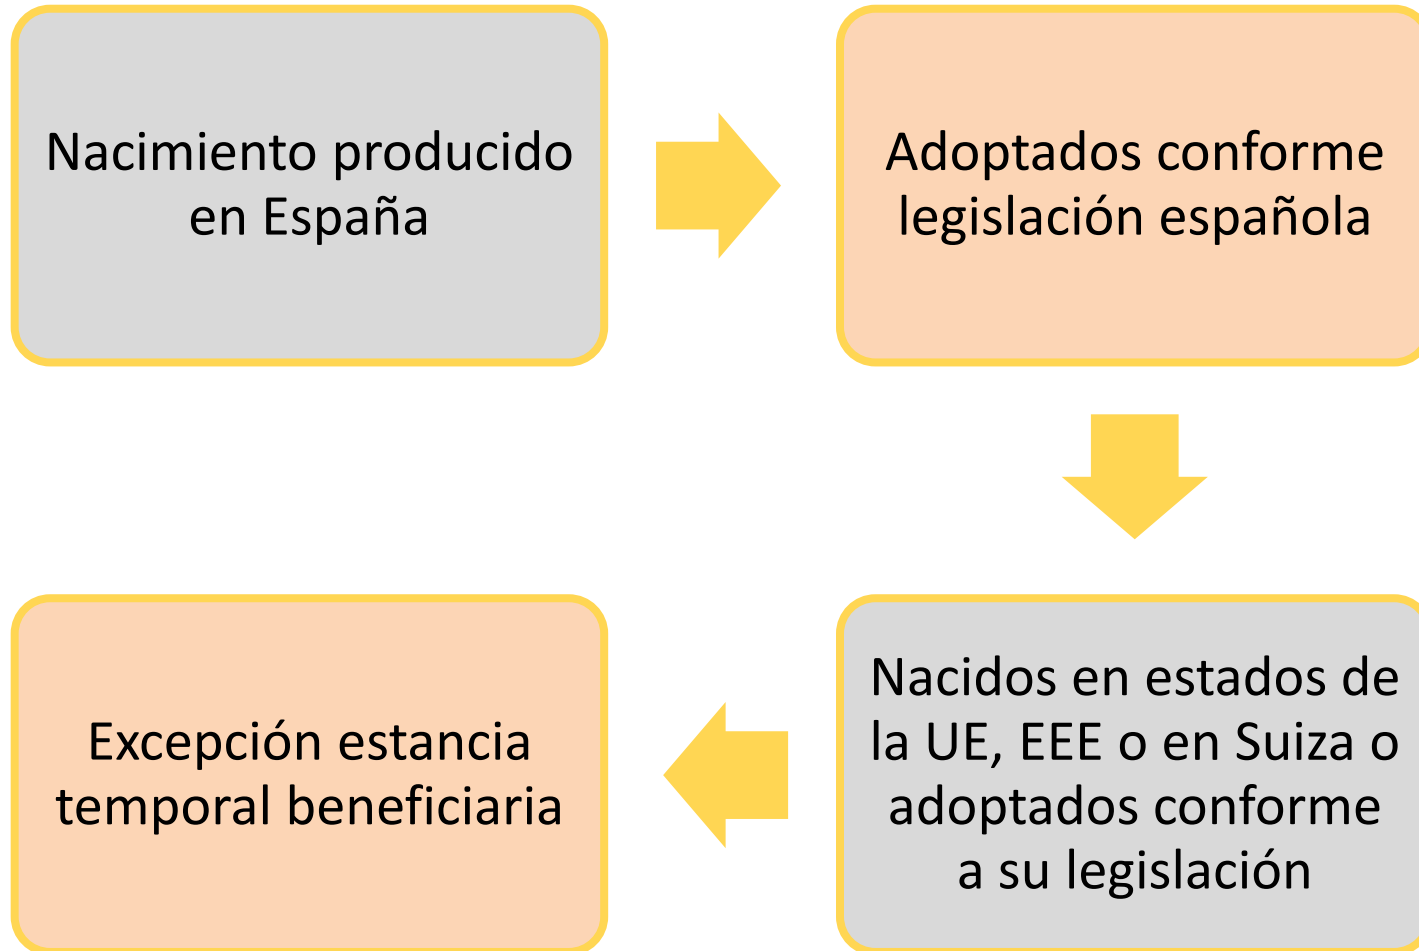 Nacimiento producido
en España
Adoptados conforme
legislación española
Nacidos en estados de
la UE, EEE o en Suiza o
adoptados conforme
a su legislación
Excepción estancia
temporal beneficiaria